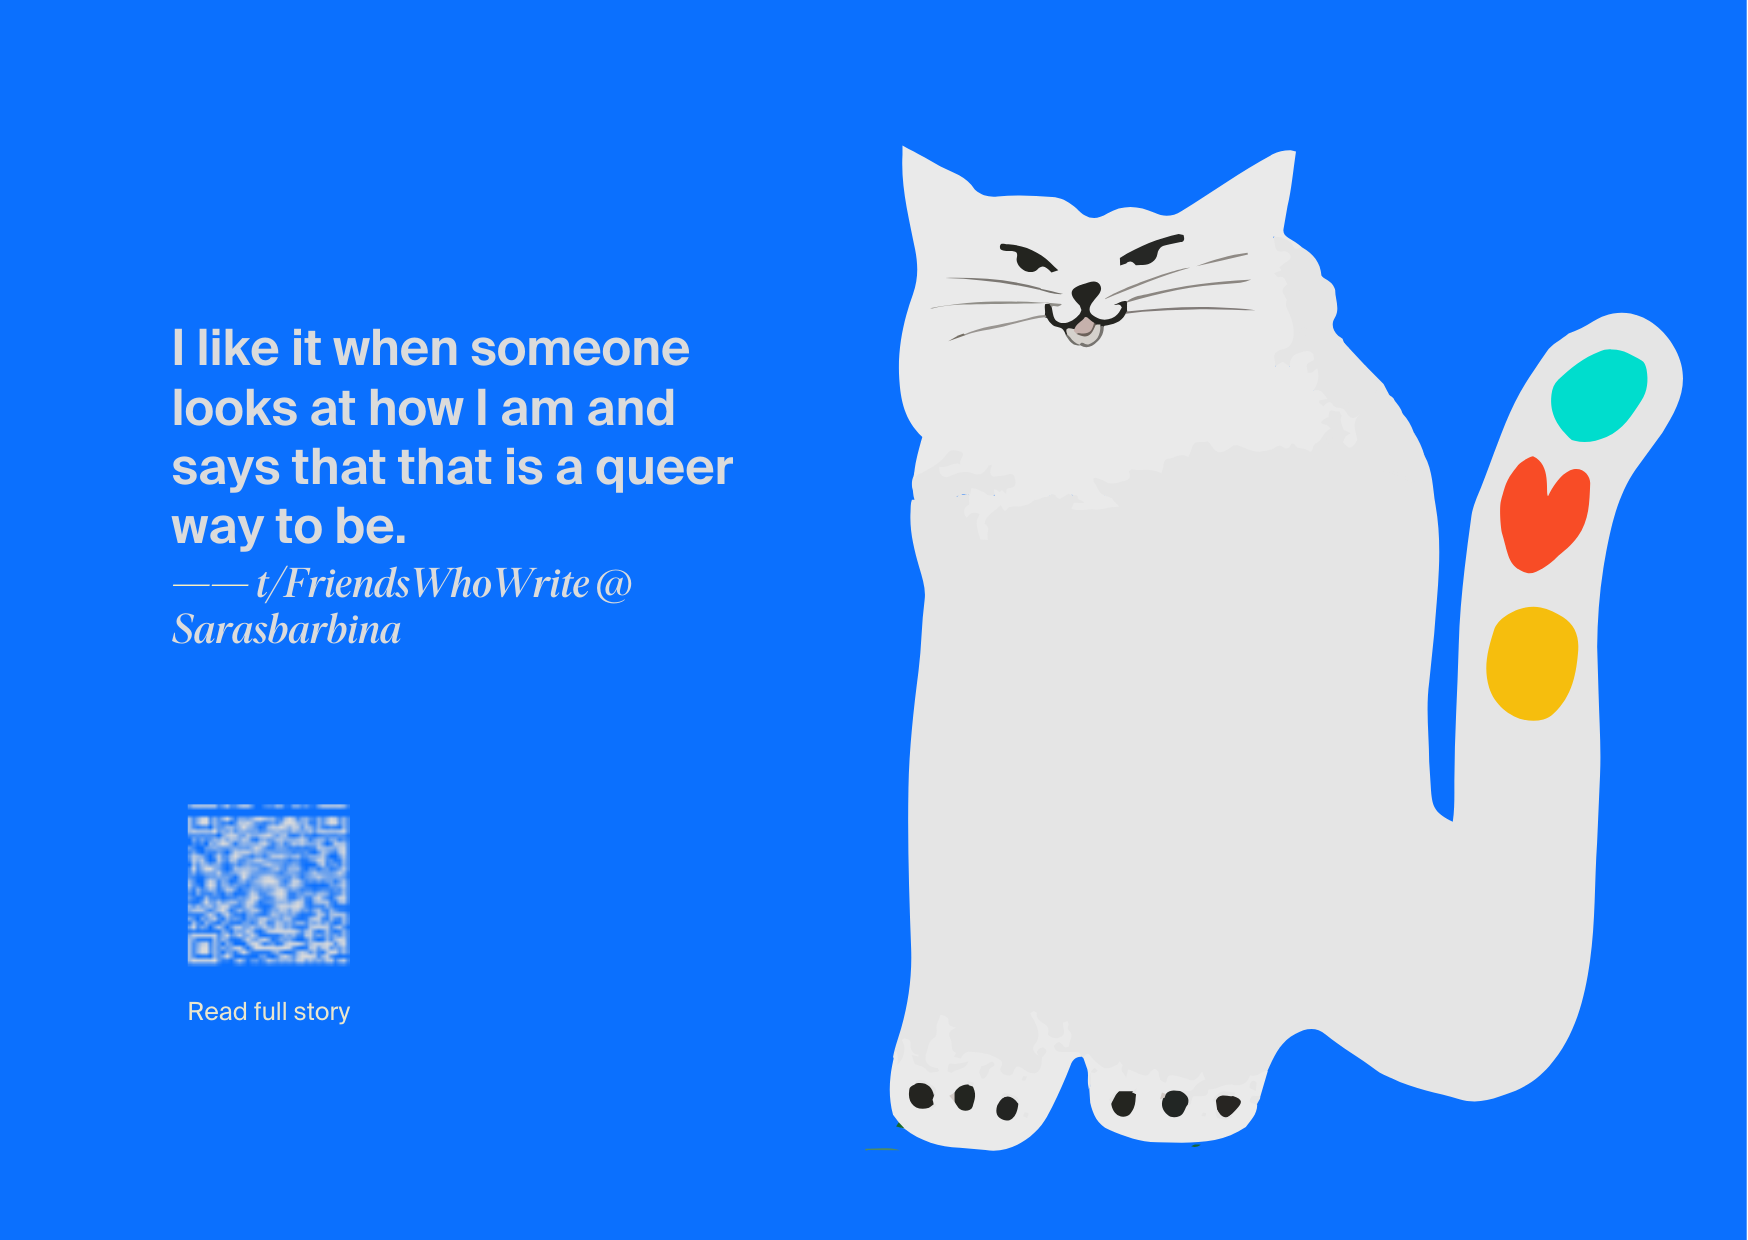 I like it when someone
looks at how I am and
says that that is a queer
way to be.
—— t/FriendsWhoWrite @
Sarasbarbina
Read full story